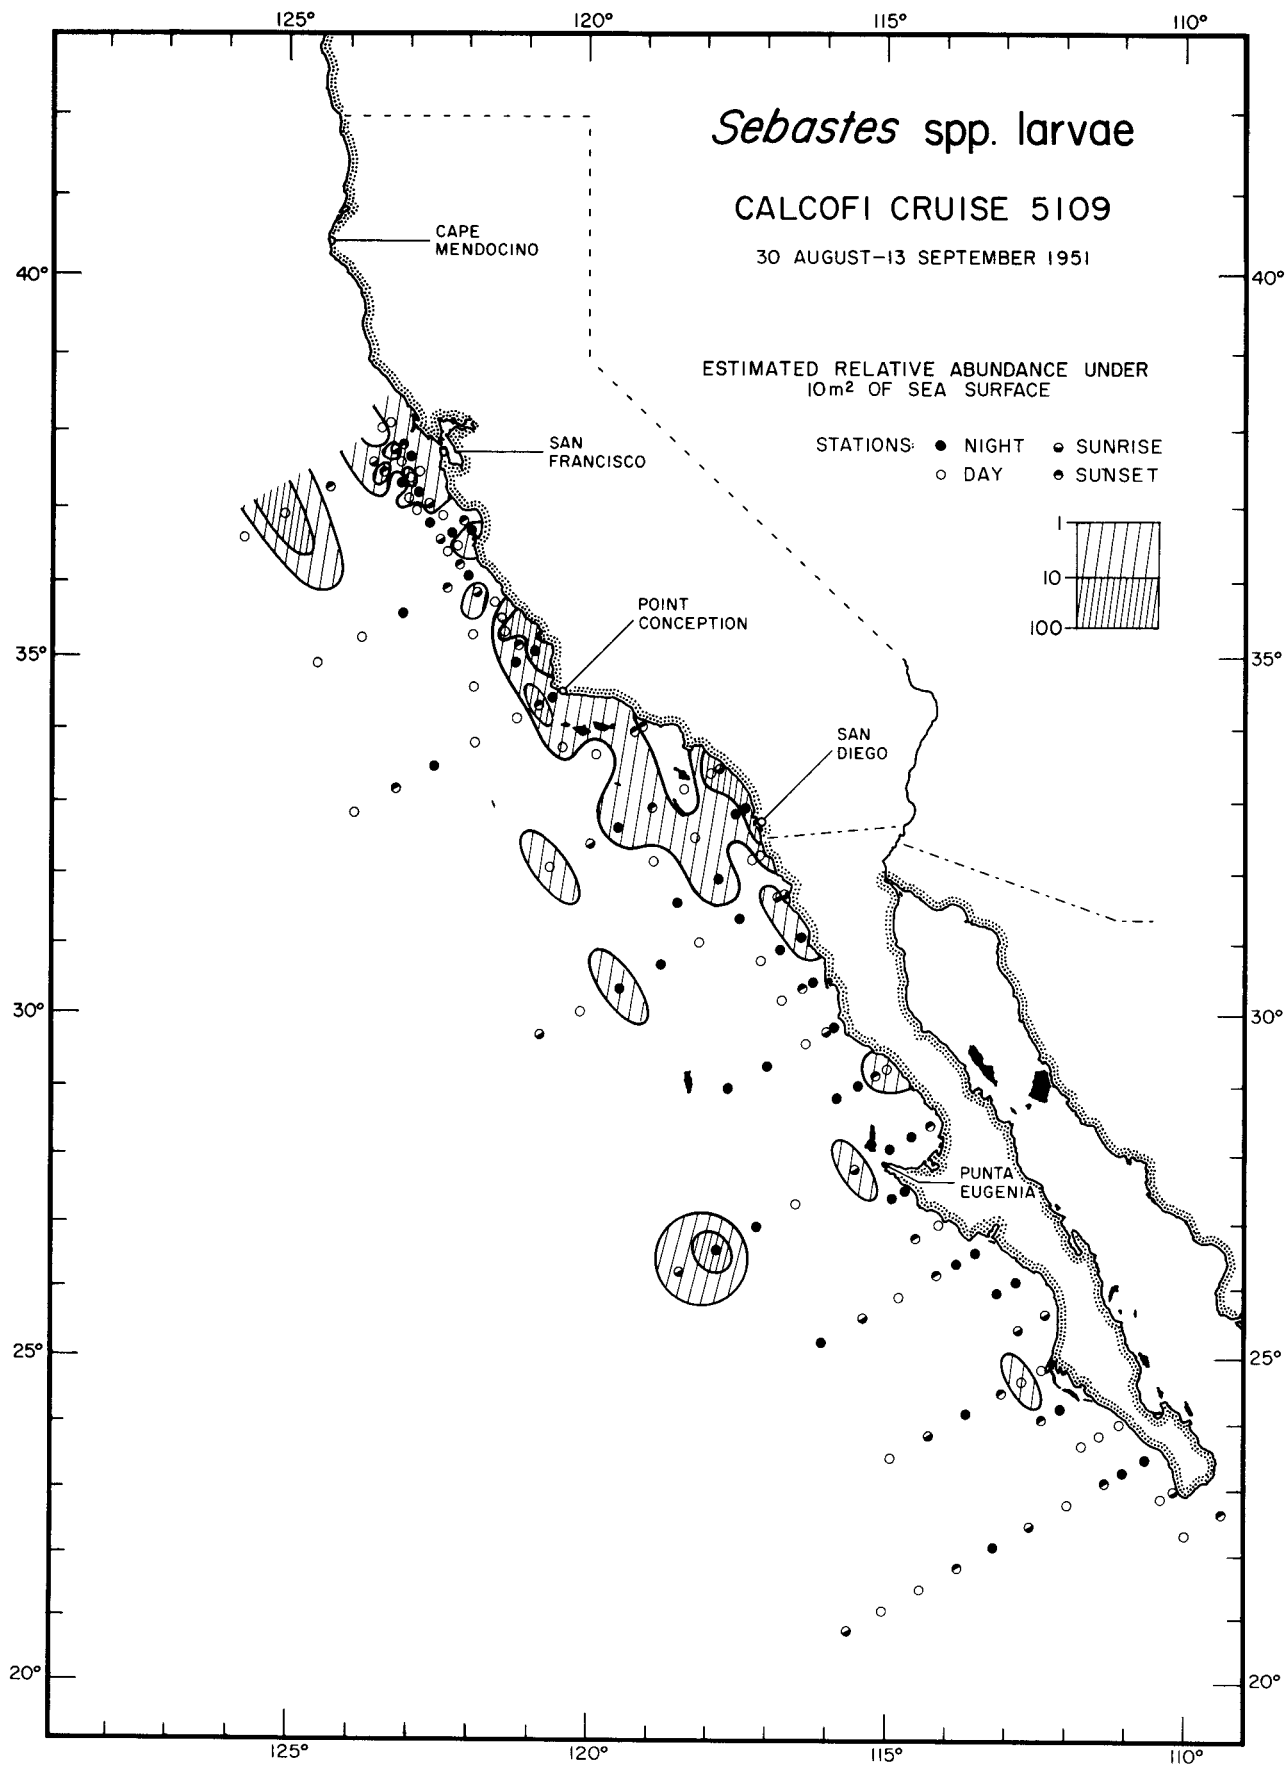 125° 120° 115° 110°
Sebastes spp. larvae
CALCOFI CRUISE 5109
30 AUGUST–13 SEPTEMBER 1951
CAPE
MENDOCINO
40° 40°
ESTIMATED RELATIVE ABUNDANCE UNDER
10m² OF SEA SURFACE
STATIONS: NIGHT SUNRISE
DAY SUNSET
SAN
FRANCISCO
1
10
100
POINT
CONCEPTION
35° 35°
SAN
DIEGO
30° 30°
PUNTA
EUGENIA
25° 25°
20° 20°
125° 120° 115° 110°